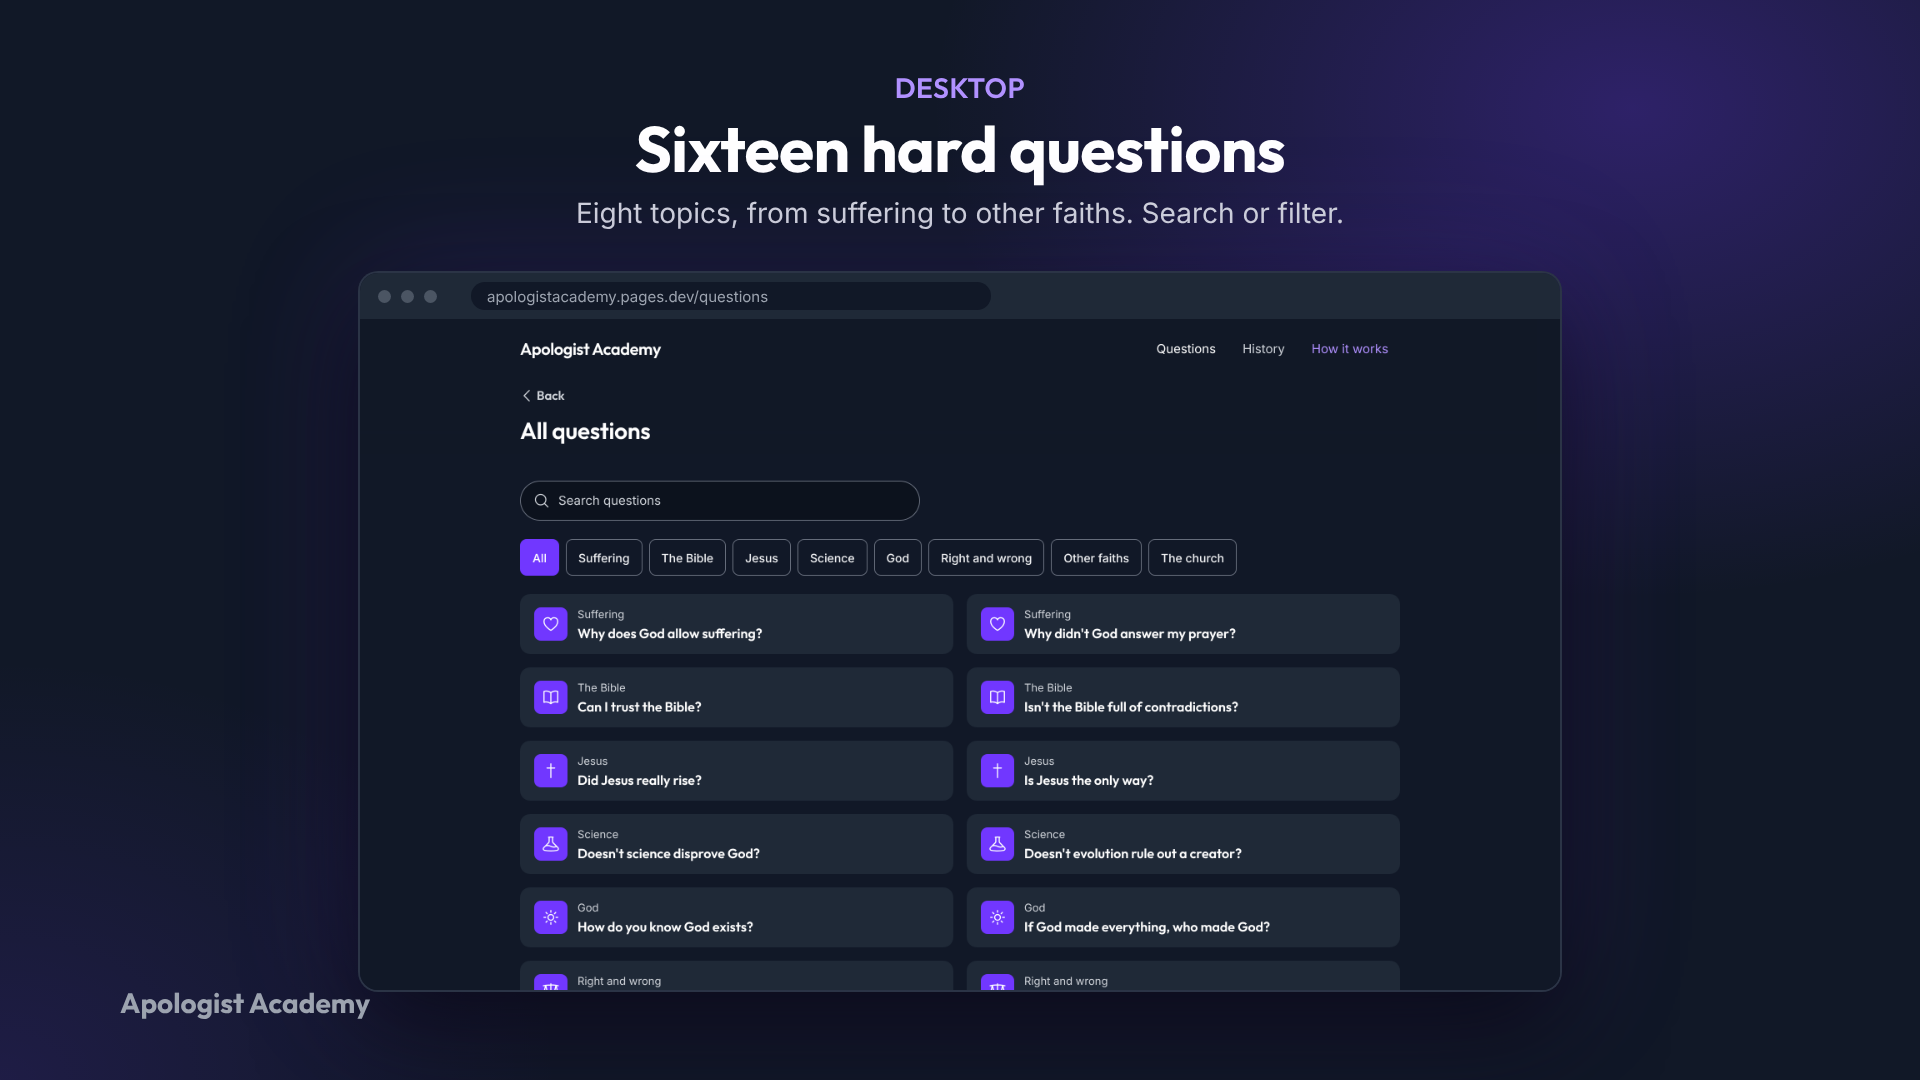 DESKTOP
Sixteen hard questions
Eight topics, from suffering to other faiths. Search or filter.
apologistacademy.pages.dev/questions
Apologist Academy
Questions History How it works
Back
All questions
Search questions
All Suffering The Bible Jesus Science God Right and wrong Other faiths The church
Suffering
Why does God allow suffering?
Suffering
Why didn't God answer my prayer?
The Bible
Can I trust the Bible?
The Bible
Isn't the Bible full of contradictions?
Jesus
Did Jesus really rise?
Jesus
Is Jesus the only way?
Science
Doesn't science disprove God?
Science
Doesn't evolution rule out a creator?
God
How do you know God exists?
God
If God made everything, who made God?
Right and wrong
Right and wrong
Apologist Academy